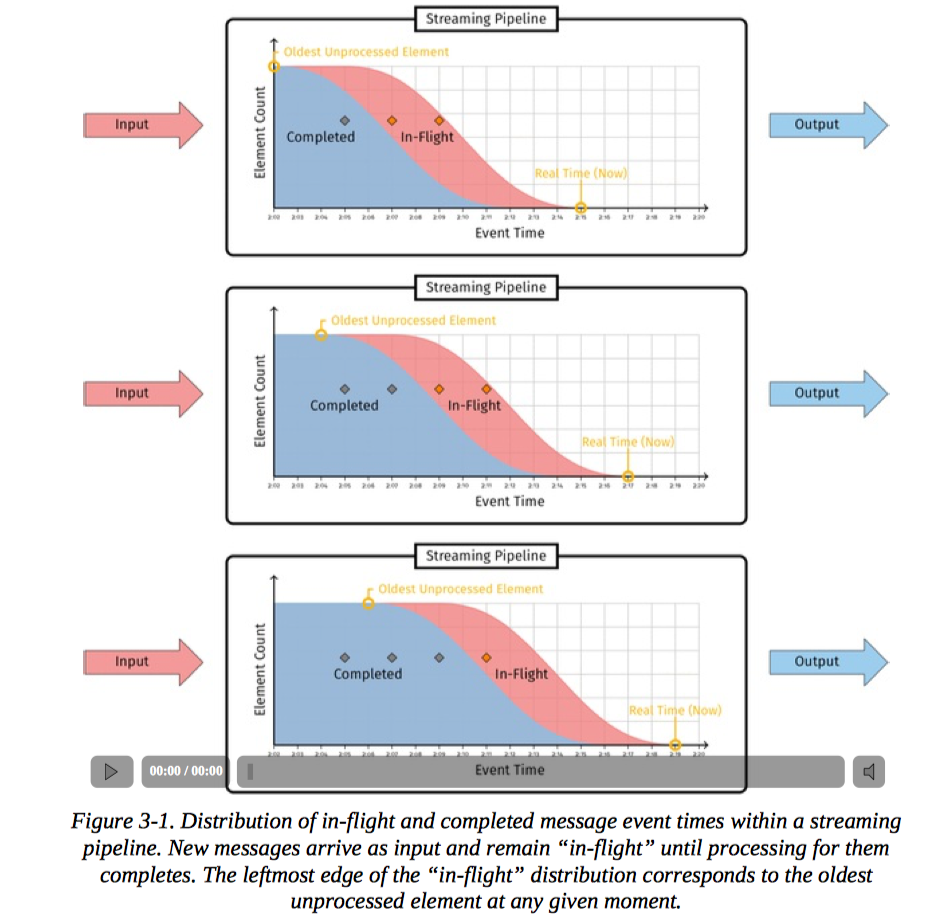 Streaming Pipeline
Oldest Unprocessed Element
Element Count
Input
Completed
In-Flight
Output
Real Time (Now)
2:02 2:03 2:04 2:05 2:06 2:07 2:08 2:09 2:10 2:11 2:12 2:13 2:14 2:15 2:16 2:17 2:18 2:19 2:20
Event Time
Streaming Pipeline
Oldest Unprocessed Element
Element Count
Input
Completed
In-Flight
Output
Real Time (Now)
2:02 2:03 2:04 2:05 2:06 2:07 2:08 2:09 2:10 2:11 2:12 2:13 2:14 2:15 2:16 2:17 2:18 2:19 2:20
Event Time
Streaming Pipeline
Oldest Unprocessed Element
Element Count
Input
Completed
In-Flight
Output
Real Time (Now)
00:00 / 00:00
Event Time
Figure 3-1. Distribution of in-flight and completed message event times within a streaming
pipeline. New messages arrive as input and remain “in-flight” until processing for them
completes. The leftmost edge of the “in-flight” distribution corresponds to the oldest
unprocessed element at any given moment.